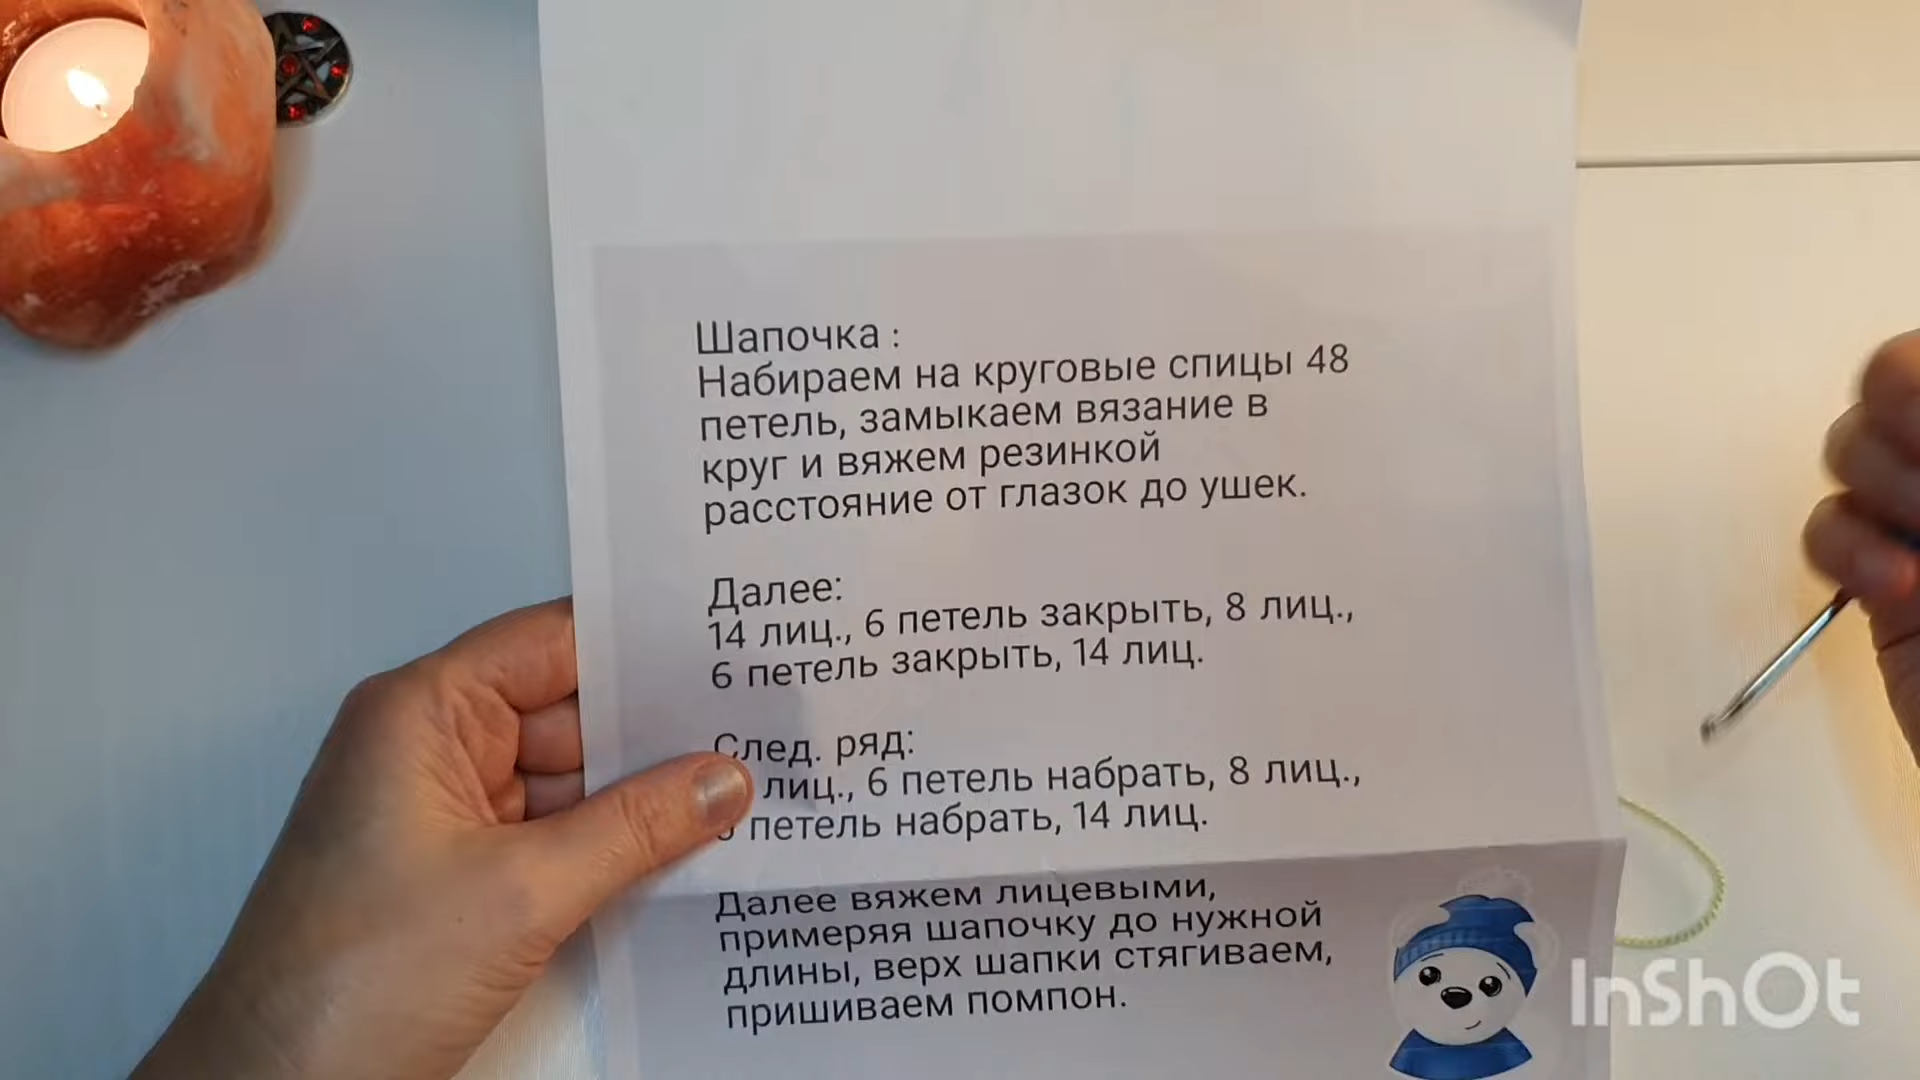 Шапочка :
Набираем на круговые спицы 48
петель, замыкаем вязание в
круг и вяжем резинкой
расстояние от глазок до ушек.
Далее:
14 лиц., 6 петель закрыть, 8 лиц.,
6 петель закрыть, 14 лиц.
След. ряд:
лиц., 6 петель набрать, 8 лиц.,
петель набрать, 14 лиц.
Далее вяжем лицевыми,
примеряя шапочку до нужной
длины, верх шапки стягиваем,
пришиваем помпон.
InShOt